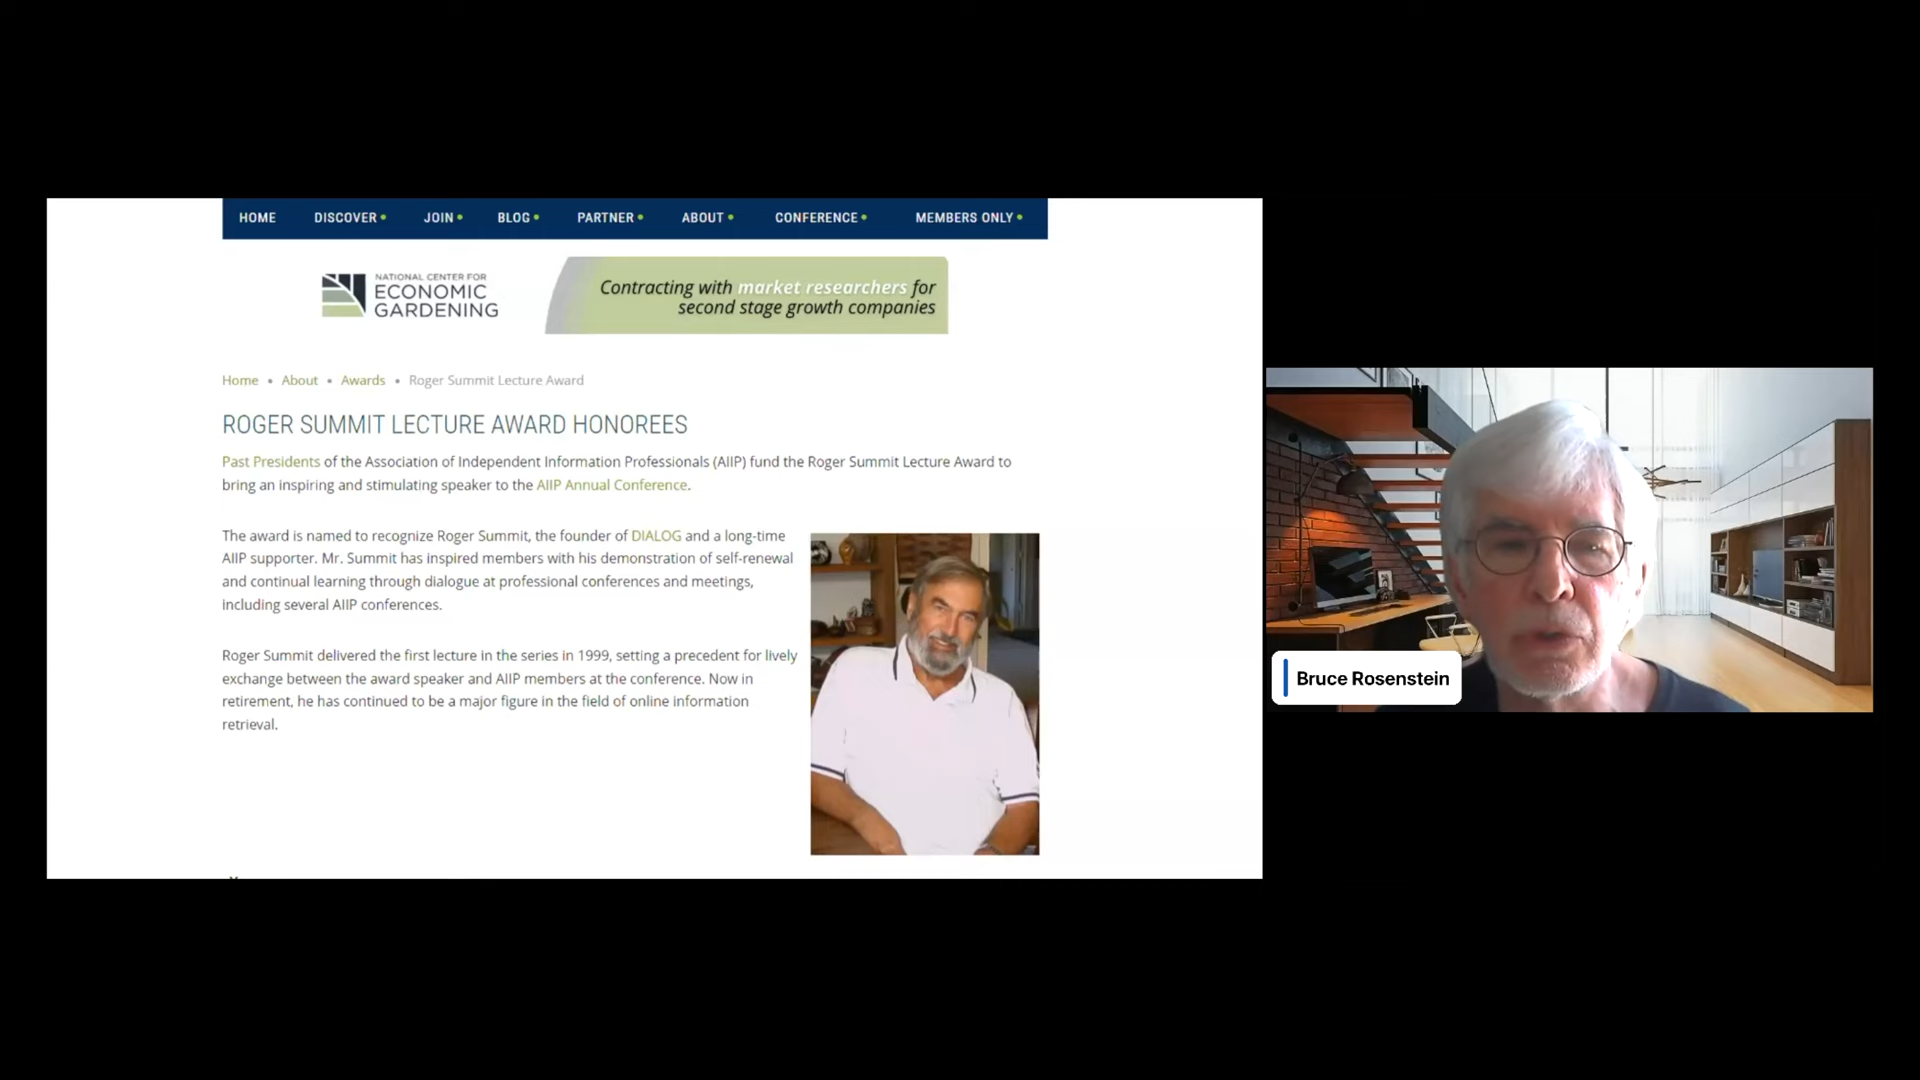 HOME DISCOVER JOIN BLOG PARTNER ABOUT CONFERENCE MEMBERS ONLY
NATIONAL CENTER FOR
ECONOMIC
GARDENING
Contracting with market researchers for
second stage growth companies
Home • About • Awards • Roger Summit Lecture Award
ROGER SUMMIT LECTURE AWARD HONOREES
Past Presidents of the Association of Independent Information Professionals (AIIP) fund the Roger Summit Lecture Award to
bring an inspiring and stimulating speaker to the AIIP Annual Conference.
The award is named to recognize Roger Summit, the founder of DIALOG and a long-time
AIIP supporter. Mr. Summit has inspired members with his demonstration of self-renewal
and continual learning through dialogue at professional conferences and meetings,
including several AIIP conferences.
Roger Summit delivered the first lecture in the series in 1999, setting a precedent for lively
exchange between the award speaker and AIIP members at the conference. Now in
retirement, he has continued to be a major figure in the field of online information
retrieval.
Bruce Rosenstein